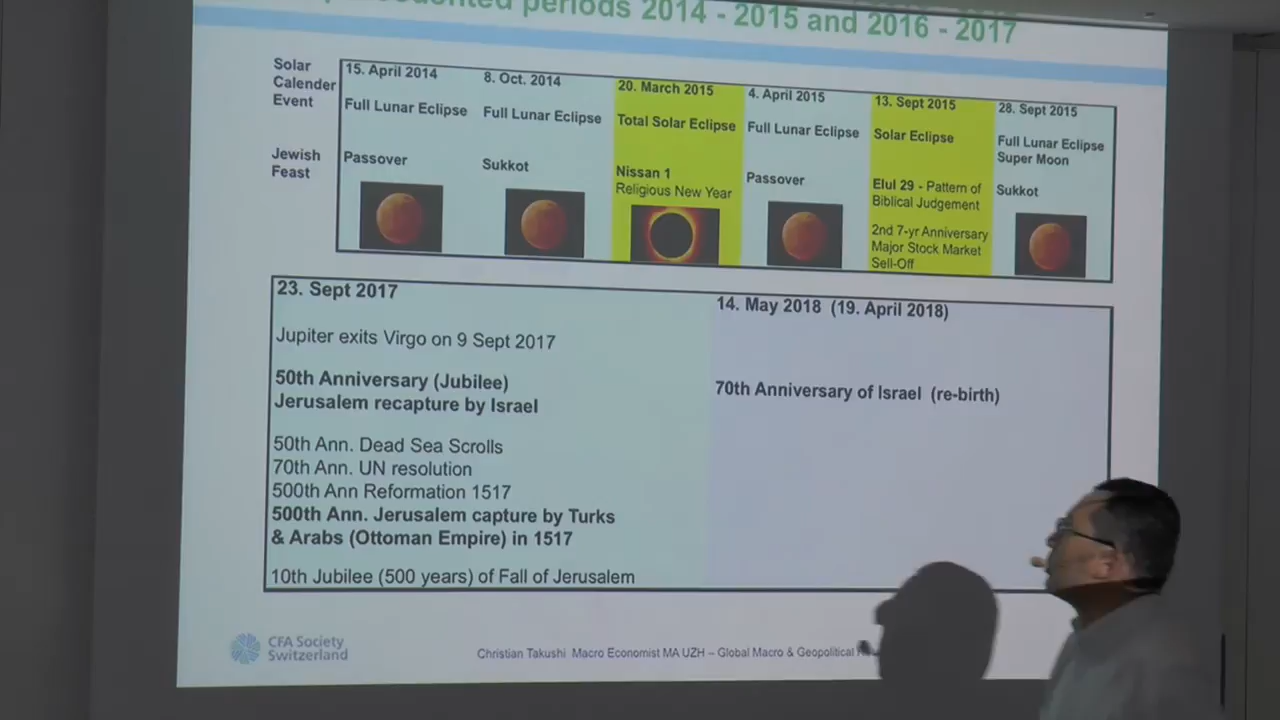 periods 2014 - 2015 and 2016 - 2017
Solar
Calender
Event
15. April 2014
8. Oct. 2014
20. March 2015
4. April 2015
13. Sept 2015
28. Sept 2015
Full Lunar Eclipse
Full Lunar Eclipse
Total Solar Eclipse
Full Lunar Eclipse
Solar Eclipse
Full Lunar Eclipse
Super Moon
Jewish
Feast
Passover
Sukkot
Nissan 1
Religious New Year
Passover
Elul 29 - Pattern of
Biblical Judgement
2nd 7-yr Anniversary
Major Stock Market
Sell-Off
Sukkot
23. Sept 2017
Jupiter exits Virgo on 9 Sept 2017
50th Anniversary (Jubilee)
Jerusalem recapture by Israel
50th Ann. Dead Sea Scrolls
70th Ann. UN resolution
500th Ann Reformation 1517
500th Ann. Jerusalem capture by Turks
& Arabs (Ottoman Empire) in 1517
10th Jubilee (500 years) of Fall of Jerusalem
14. May 2018 (19. April 2018)
70th Anniversary of Israel (re-birth)
CFA Society
Switzerland
Christian Takushi Macro Economist MA UZH – Global Macro & Geopolitical